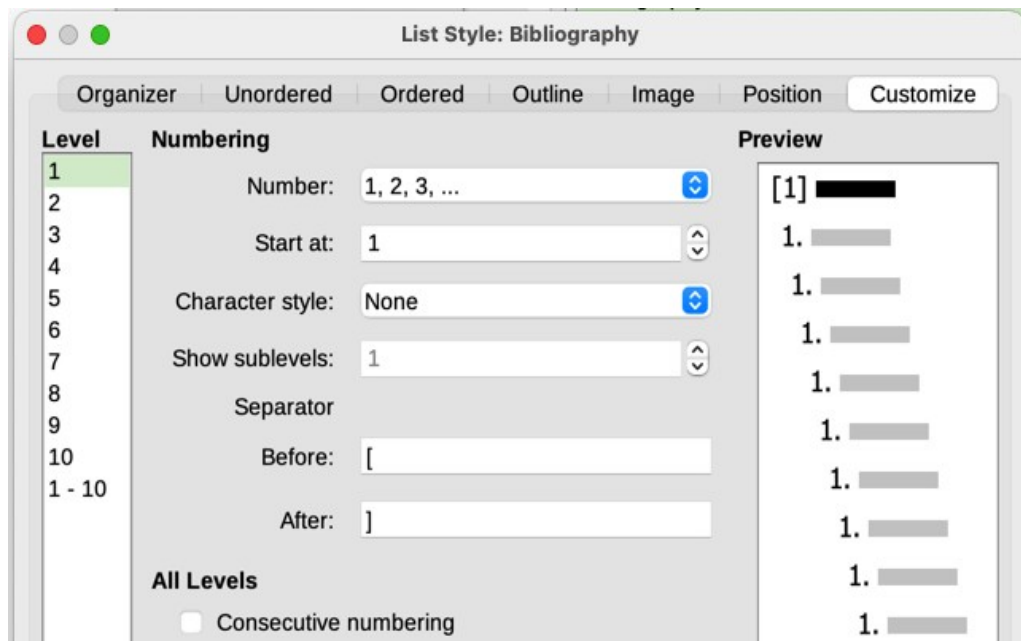 List Style: Bibliography
Organizer Unordered Ordered Outline Image Position Customize
Level
1
2
3
4
5
6
7
8
9
10
1 - 10
Numbering
Number: 1, 2, 3, ...
Start at: 1
Character style: None
Show sublevels: 1
Separator
Before: [
After: ]
All Levels
Consecutive numbering
Preview
[1]
1.
1.
1.
1.
1.
1.
1.
1.
1.